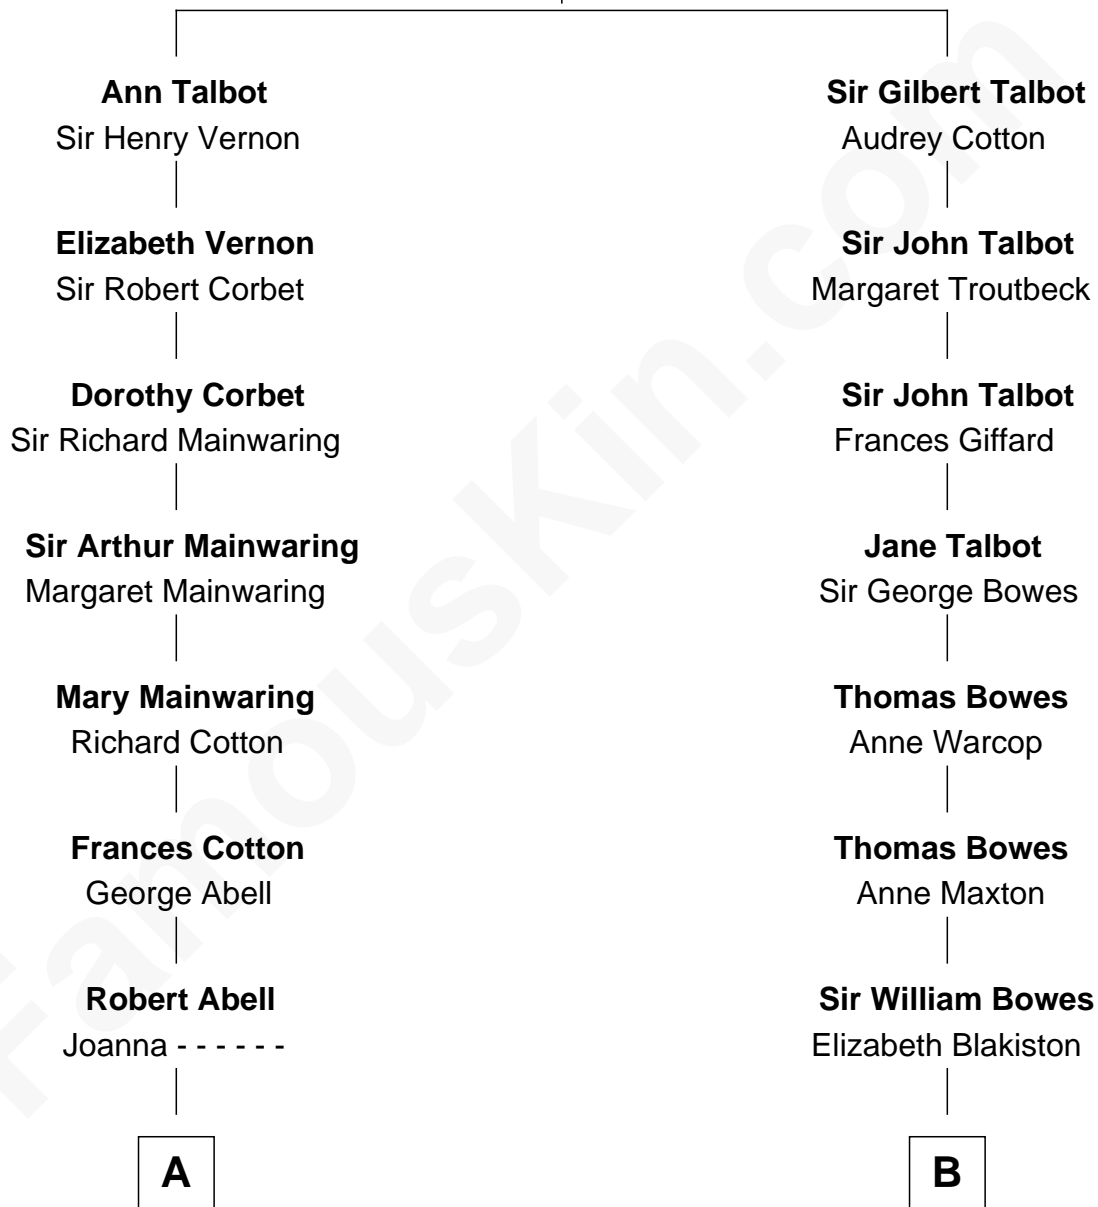 Ann Talbot
Sir Henry Vernon
Elizabeth Vernon
Sir Robert Corbet
Dorothy Corbet
Sir Richard Mainwaring
Sir Arthur Mainwaring
Margaret Mainwaring
Mary Mainwaring
Richard Cotton
Frances Cotton
George Abell
Robert Abell
Joanna - - - - - -
A
Sir Gilbert Talbot
Audrey Cotton
Sir John Talbot
Margaret Troutbeck
Sir John Talbot
Frances Giffard
Jane Talbot
Sir George Bowes
Thomas Bowes
Anne Warcop
Thomas Bowes
Anne Maxton
Sir William Bowes
Elizabeth Blakiston
B
FamousKin.com